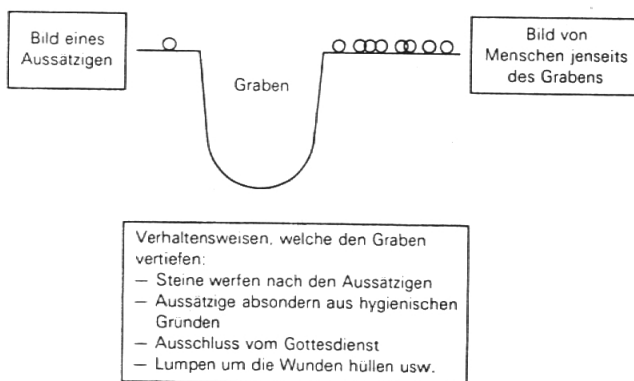 Bild eines
Aussätzigen
Graben
Bild von
Menschen jenseits
des Grabens
Verhaltensweisen, welche den Graben
vertiefen:
— Steine werfen nach den Aussätzigen
— Aussätzige absondern aus hygienischen
Gründen
— Ausschluss vom Gottesdienst
— Lumpen um die Wunden hüllen usw.